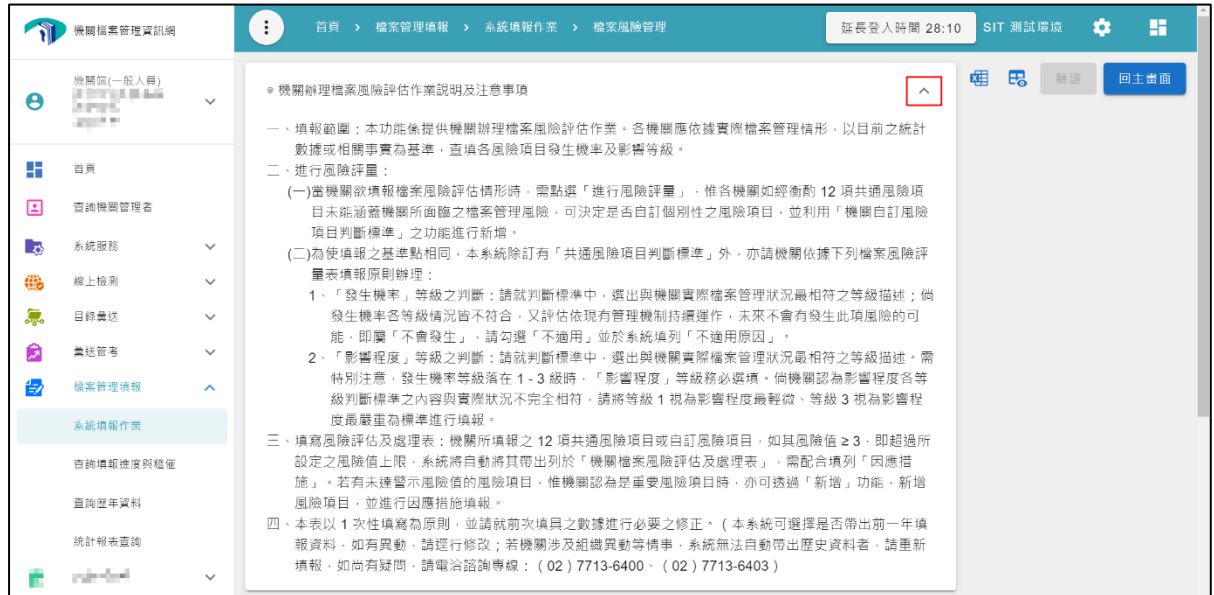 機關檔案管理資訊網
首頁 > 檔案管理填報 > 系統填報作業 > 檔案風險管理
延長登入時間 28:10
SIT 測試環境
機關端(一般人員)
首頁
查詢機關管理者
系統服務
線上檢測
目錄彙送
彙送管考
檔案管理填報
系統填報作業
查詢填報進度與稽催
查詢歷年資料
統計報表查詢
驗證
回主畫面
機關辦理檔案風險評估作業說明及注意事項
一、填報範圍：本功能係提供機關辦理檔案風險評估作業。各機關應依據實際檔案管理情形，以目前之統計
數據或相關事實為基準，查填各風險項目發生機率及影響等級。
二、進行風險評量：
(一)當機關欲填報檔案風險評估情形時，需點選「進行風險評量」，惟各機關如經衡酌 12 項共通風險項
目未能涵蓋機關所面臨之檔案管理風險，可決定是否自訂個別性之風險項目，並利用「機關自訂風險
項目判斷標準」之功能進行新增。
(二)為使填報之基準點相同，本系統除訂有「共通風險項目判斷標準」外，亦請機關依據下列檔案風險評
量表填報原則辦理：
1、「發生機率」等級之判斷：請就判斷標準中，選出與機關實際檔案管理狀況最相符之等級描述；倘
發生機率各等級情況皆不符合，又評估依現有管理機制持續運作，未來不會有發生此項風險的可
能，即屬「不會發生」，請勾選「不適用」並於系統填列「不適用原因」。
2、「影響程度」等級之判斷：請就判斷標準中，選出與機關實際檔案管理狀況最相符之等級描述。需
特別注意，發生機率等級落在 1 - 3 級時，「影響程度」等級務必選填。倘機關認為影響程度各等
級判斷標準之內容與實際狀況不完全相符，請將等級 1 視為影響程度最輕微、等級 3 視為影響程
度最嚴重為標準進行填報。
三、填寫風險評估及處理表：機關所填報之 12 項共通風險項目或自訂風險項目，如其風險值 ≥ 3，即超過所
設定之風險值上限，系統將自動將其帶出列於「機關檔案風險評估及處理表」，需配合填列「因應措
施」。若有未達警示風險值的風險項目，惟機關認為是重要風險項目時，亦可透過「新增」功能，新增
風險項目，並進行因應措施填報。
四、本表以 1 次性填寫為原則，並請就前次填具之數據進行必要之修正。（本系統可選擇是否帶出前一年填
報資料，如有異動，請逕行修改；若機關涉及組織異動等情事，系統無法自動帶出歷史資料者，請重新
填報，如尚有疑問，請電洽諮詢專線：（02）7713-6400、（02）7713-6403）